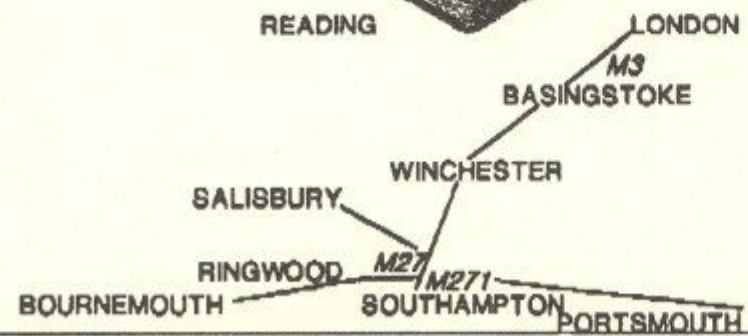 READING
LONDON
M3
BASINGSTOKE
WINCHESTER
SALISBURY
RINGWOOD
M27
M271
BOURNEMOUTH
SOUTHAMPTON
PORTSMOUTH